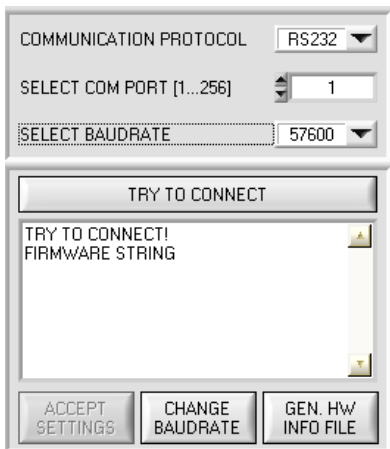 COMMUNICATION PROTOCOL RS232
SELECT COM PORT [1...256] 1
SELECT BAUDRATE 57600
TRY TO CONNECT
TRY TO CONNECT!
FIRMWARE STRING
ACCEPT SETTINGS
CHANGE BAUDRATE
GEN. HW INFO FILE